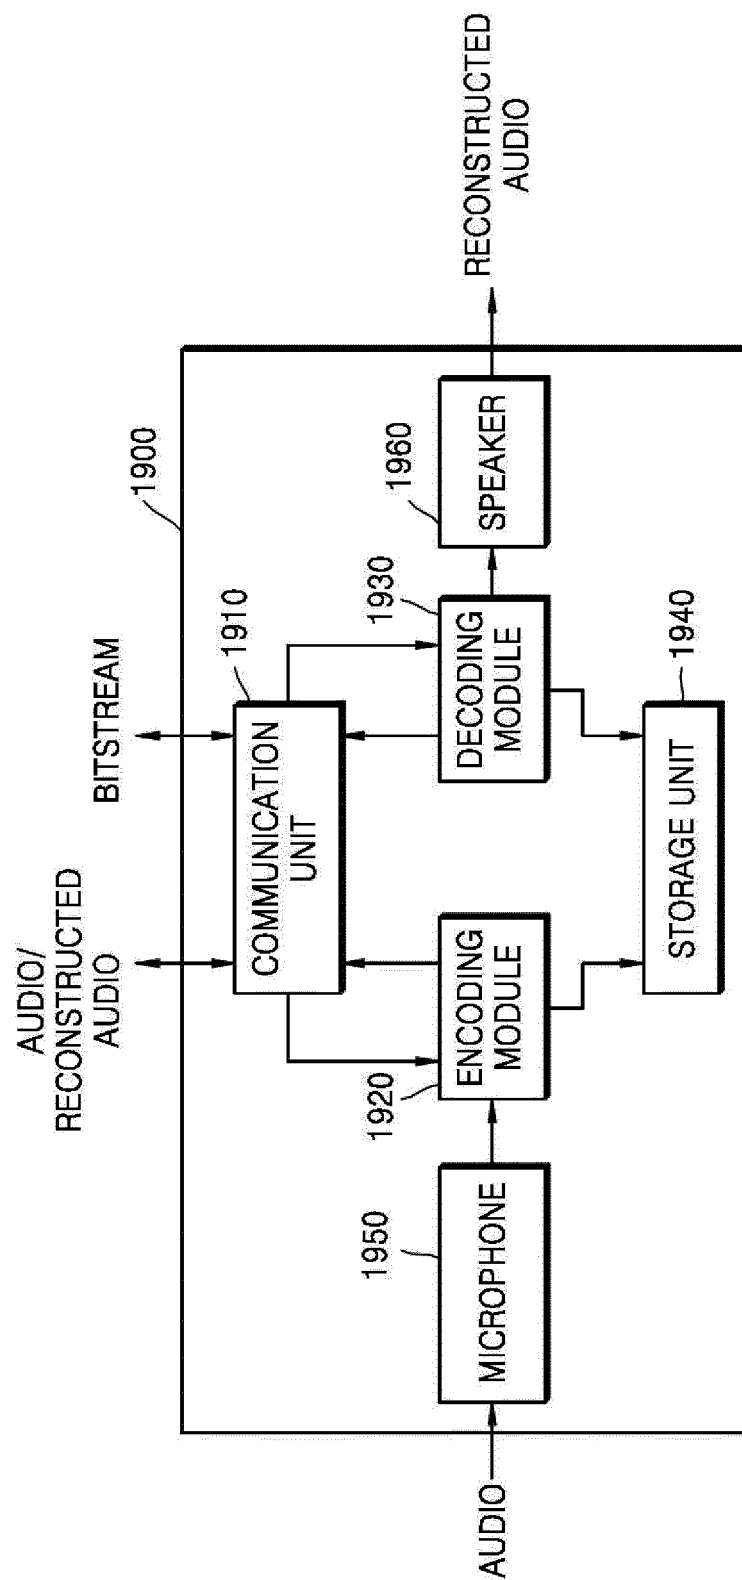 AUDIO/
RECONSTRUCTED
AUDIO
BITSTREAM
1900
COMMUNICATION
UNIT
1910
AUDIO
MICROPHONE
1950
ENCODING
MODULE
1920
DECODING
MODULE
1930
SPEAKER
1960
RECONSTRUCTED
AUDIO
STORAGE UNIT
1940